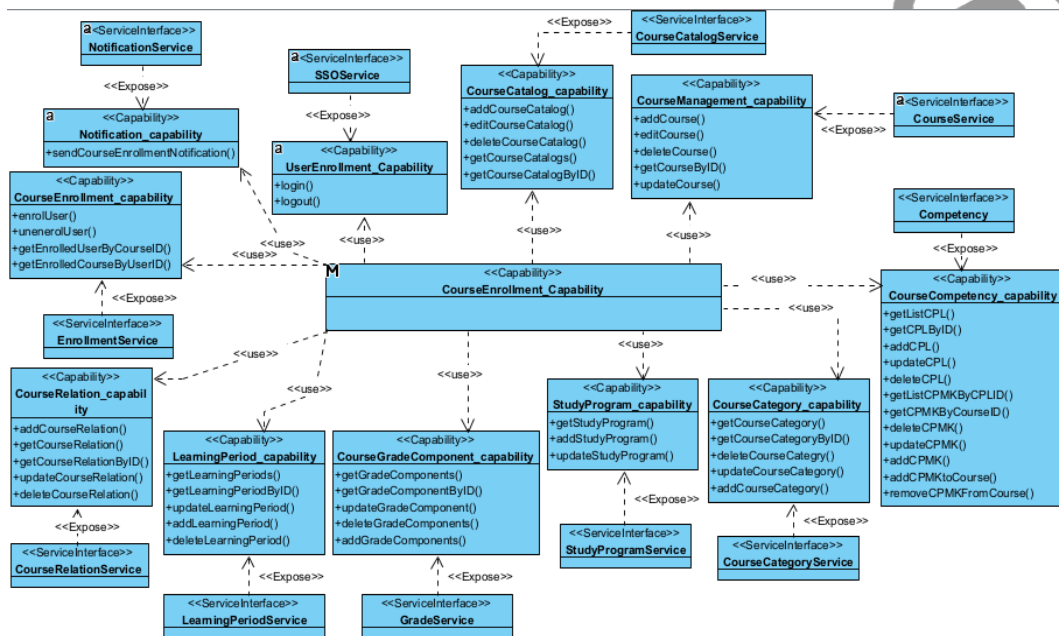 a
<<ServiceInterface>>
NotificationService
<<Expose>>
a
<<Capability>>
Notification_capability
+sendCourseEnrollmentNotification()
a
<<ServiceInterface>>
SSOService
<<Expose>>
a
<<Capability>>
UserEnrollment_Capability
+login()
+logout()
<<Expose>>
<<ServiceInterface>>
CourseCatalogService
<<Capability>>
CourseCatalog_capability
+addCourseCatalog()
+editCourseCatalog()
+deleteCourseCatalog()
+getCourseCatalogs()
+getCourseCatalogByID()
<<Capability>>
CourseManagement_capability
+addCourse()
+editCourse()
+deleteCourse()
+getCourseByID()
+updateCourse()
<<Expose>>
a
<ServiceInterface>>
CourseService
<<Capability>>
CourseEnrollment_capability
+enrolUser()
+unenerolUser()
+getEnrolledUserByCourseID()
+getEnrolledCourseByUserID()
<<Expose>>
<<ServiceInterface>>
EnrollmentService
<<use>>
<<use>>
<<use>>
<<use>>
<<use>>
<<ServiceInterface>>
Competency
<<Expose>>
M
<<Capability>>
CourseEnrollment_Capability
<<use>>
<<use>>
<<Capability>>
CourseCompetency_capability
+getListCPL()
+getCPLByID()
+addCPL()
+updateCPL()
+deleteCPL()
+getListCPMKByCPLID()
+getCPMKByCourseID()
+deleteCPMK()
+updateCPMK()
+addCPMK()
+addCPMKtoCourse()
+removeCPMKFromCourse()
<<use>>
<<use>>
<<use>>
<<use>>
<<Capability>>
CourseRelation_capabil
ity
+addCourseRelation()
+getCourseRelation()
+getCourseRelationByID()
+updateCourseRelation()
+deleteCourseRelation()
<<Expose>>
<<ServiceInterface>>
CourseRelationService
<<Capability>>
LearningPeriod_capability
+getLearningPeriods()
+getLearningPeriodByID()
+updateLearningPeriod()
+addLearningPeriod()
+deleteLearningPeriod()
<<Expose>>
<<ServiceInterface>>
LearningPeriodService
<<Capability>>
CourseGradeComponent_capability
+getGradeComponents()
+getGradeComponentByID()
+updateGradeComponent()
+deleteGradeComponents()
+addGradeComponents()
<<Expose>>
<<ServiceInterface>>
GradeService
<<Capability>>
StudyProgram_capability
+getStudyProgram()
+addStudyProgram()
+updateStudyProgram()
<<Expose>>
<<ServiceInterface>>
StudyProgramService
<<Capability>>
CourseCategory_capability
+getCourseCategory()
+getCourseCategoryByID()
+deleteCourseCategry()
+updateCourseCategory()
+addCourseCategory()
<<Expose>>
<<ServiceInterface>>
CourseCategoryService